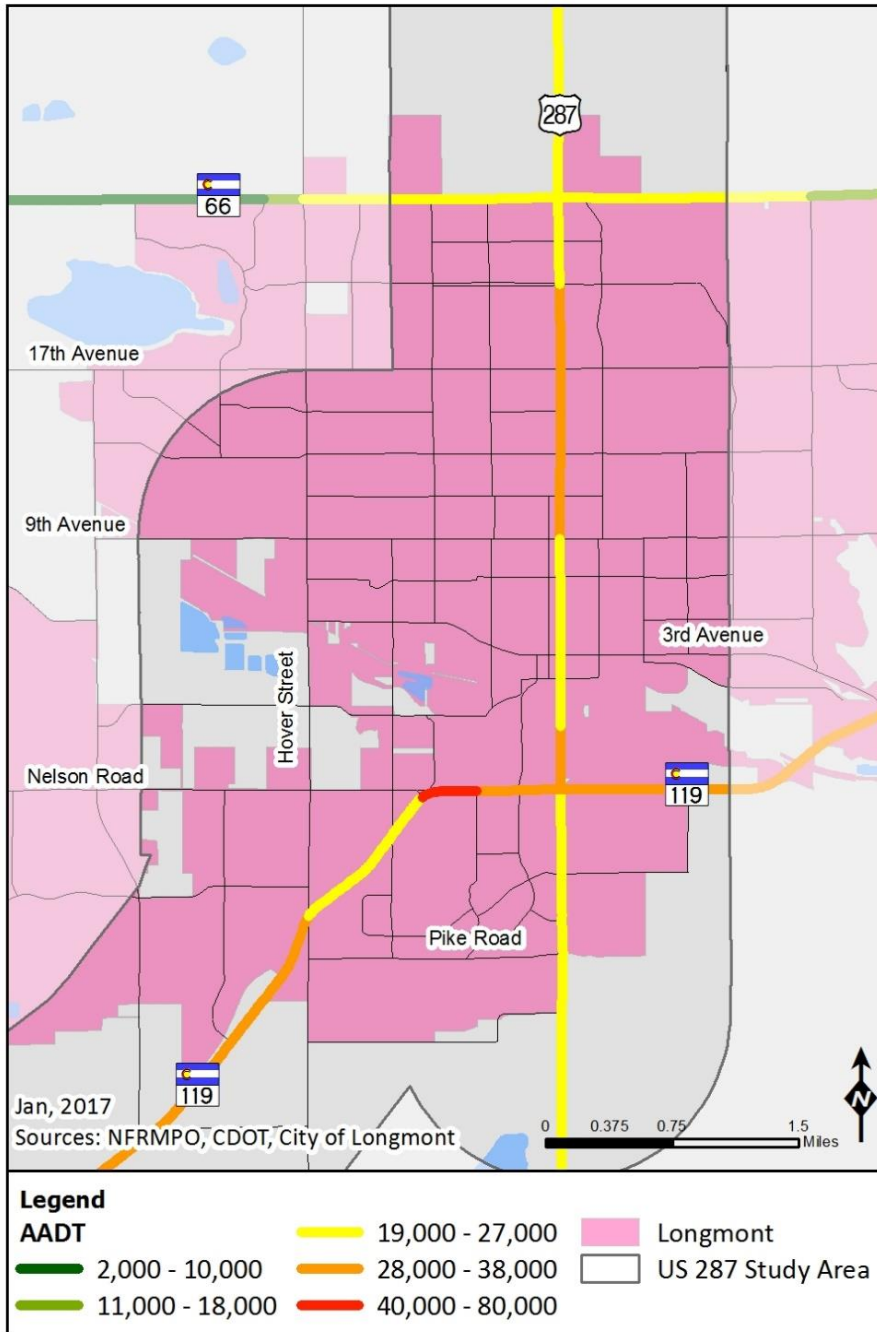 287
C
66
17th Avenue
9th Avenue
3rd Avenue
Hover Street
Nelson Road
C
119
Pike Road
C
119
Jan, 2017
Sources: NFRMPO, CDOT, City of Longmont
0 0.375 0.75 1.5
Miles
N
Legend
AADT
2,000 - 10,000
11,000 - 18,000
19,000 - 27,000
28,000 - 38,000
40,000 - 80,000
Longmont
US 287 Study Area